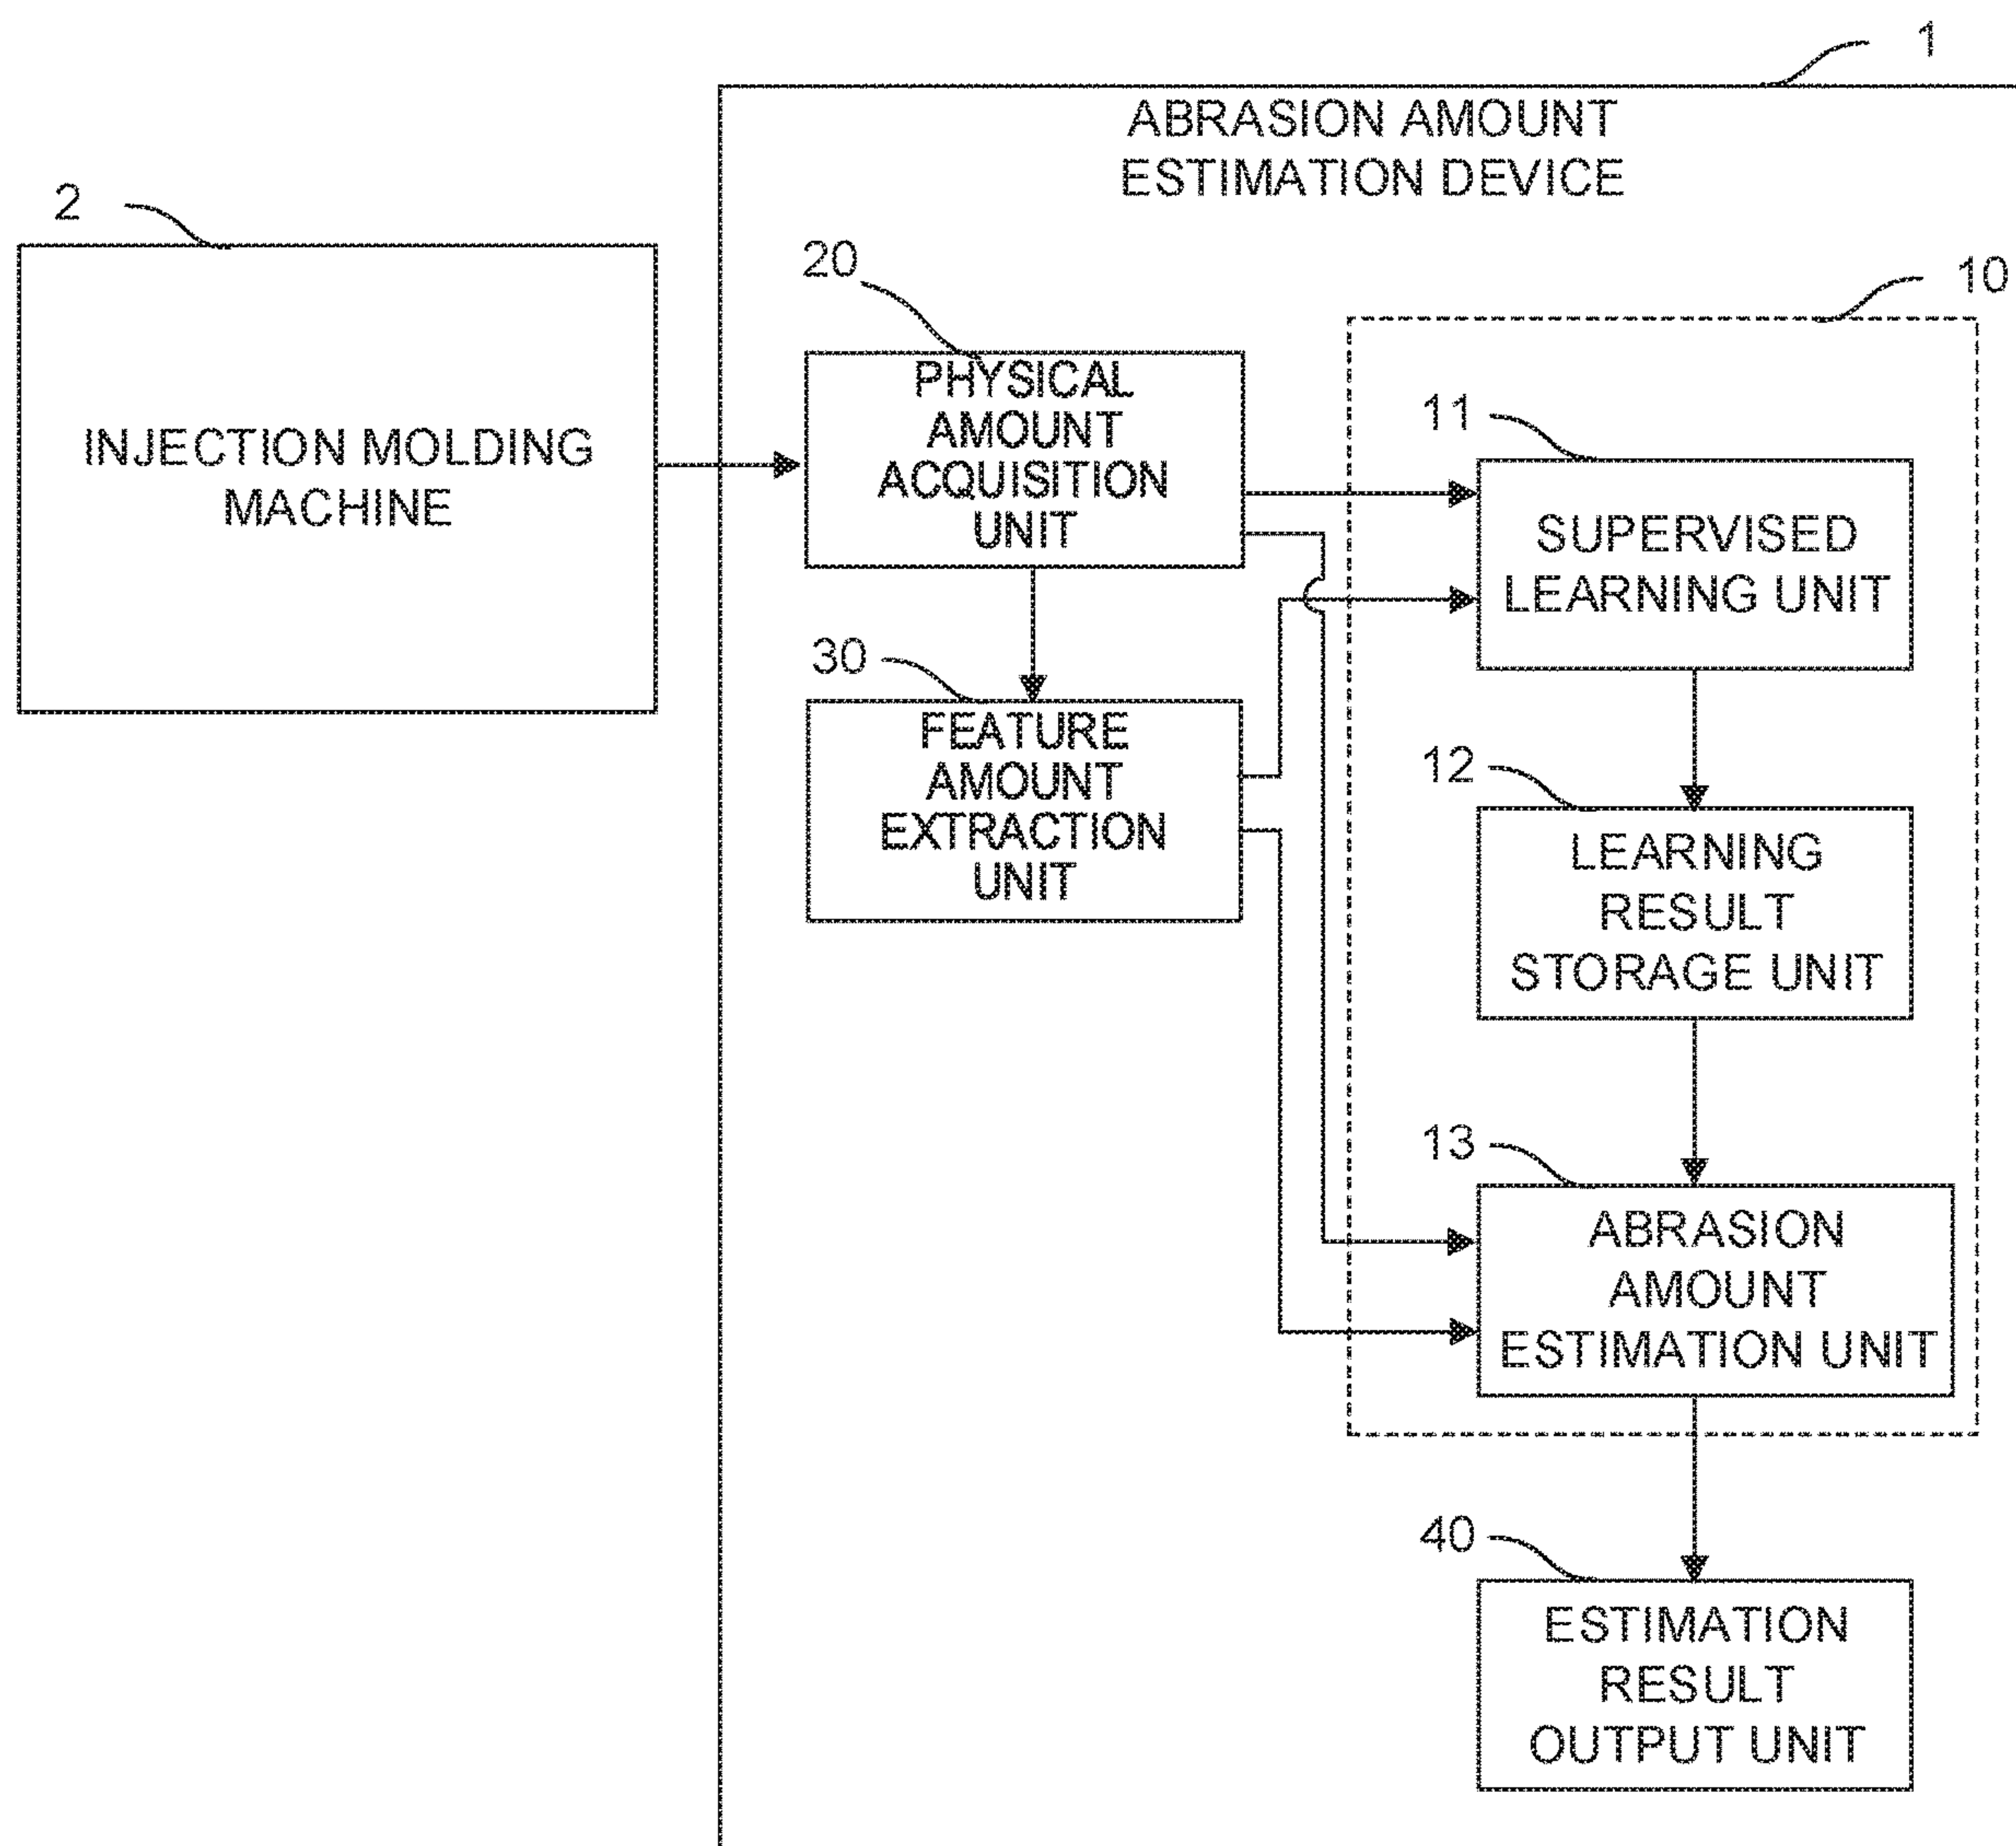 1
ABRASION AMOUNT
ESTIMATION DEVICE
2
INJECTION MOLDING
MACHINE
20
PHYSICAL
AMOUNT
ACQUISITION
UNIT
30
FEATURE
AMOUNT
EXTRACTION
UNIT
10
11
SUPERVISED
LEARNING UNIT
12
LEARNING
RESULT
STORAGE UNIT
13
ABRASION
AMOUNT
ESTIMATION UNIT
40
ESTIMATION
RESULT
OUTPUT UNIT